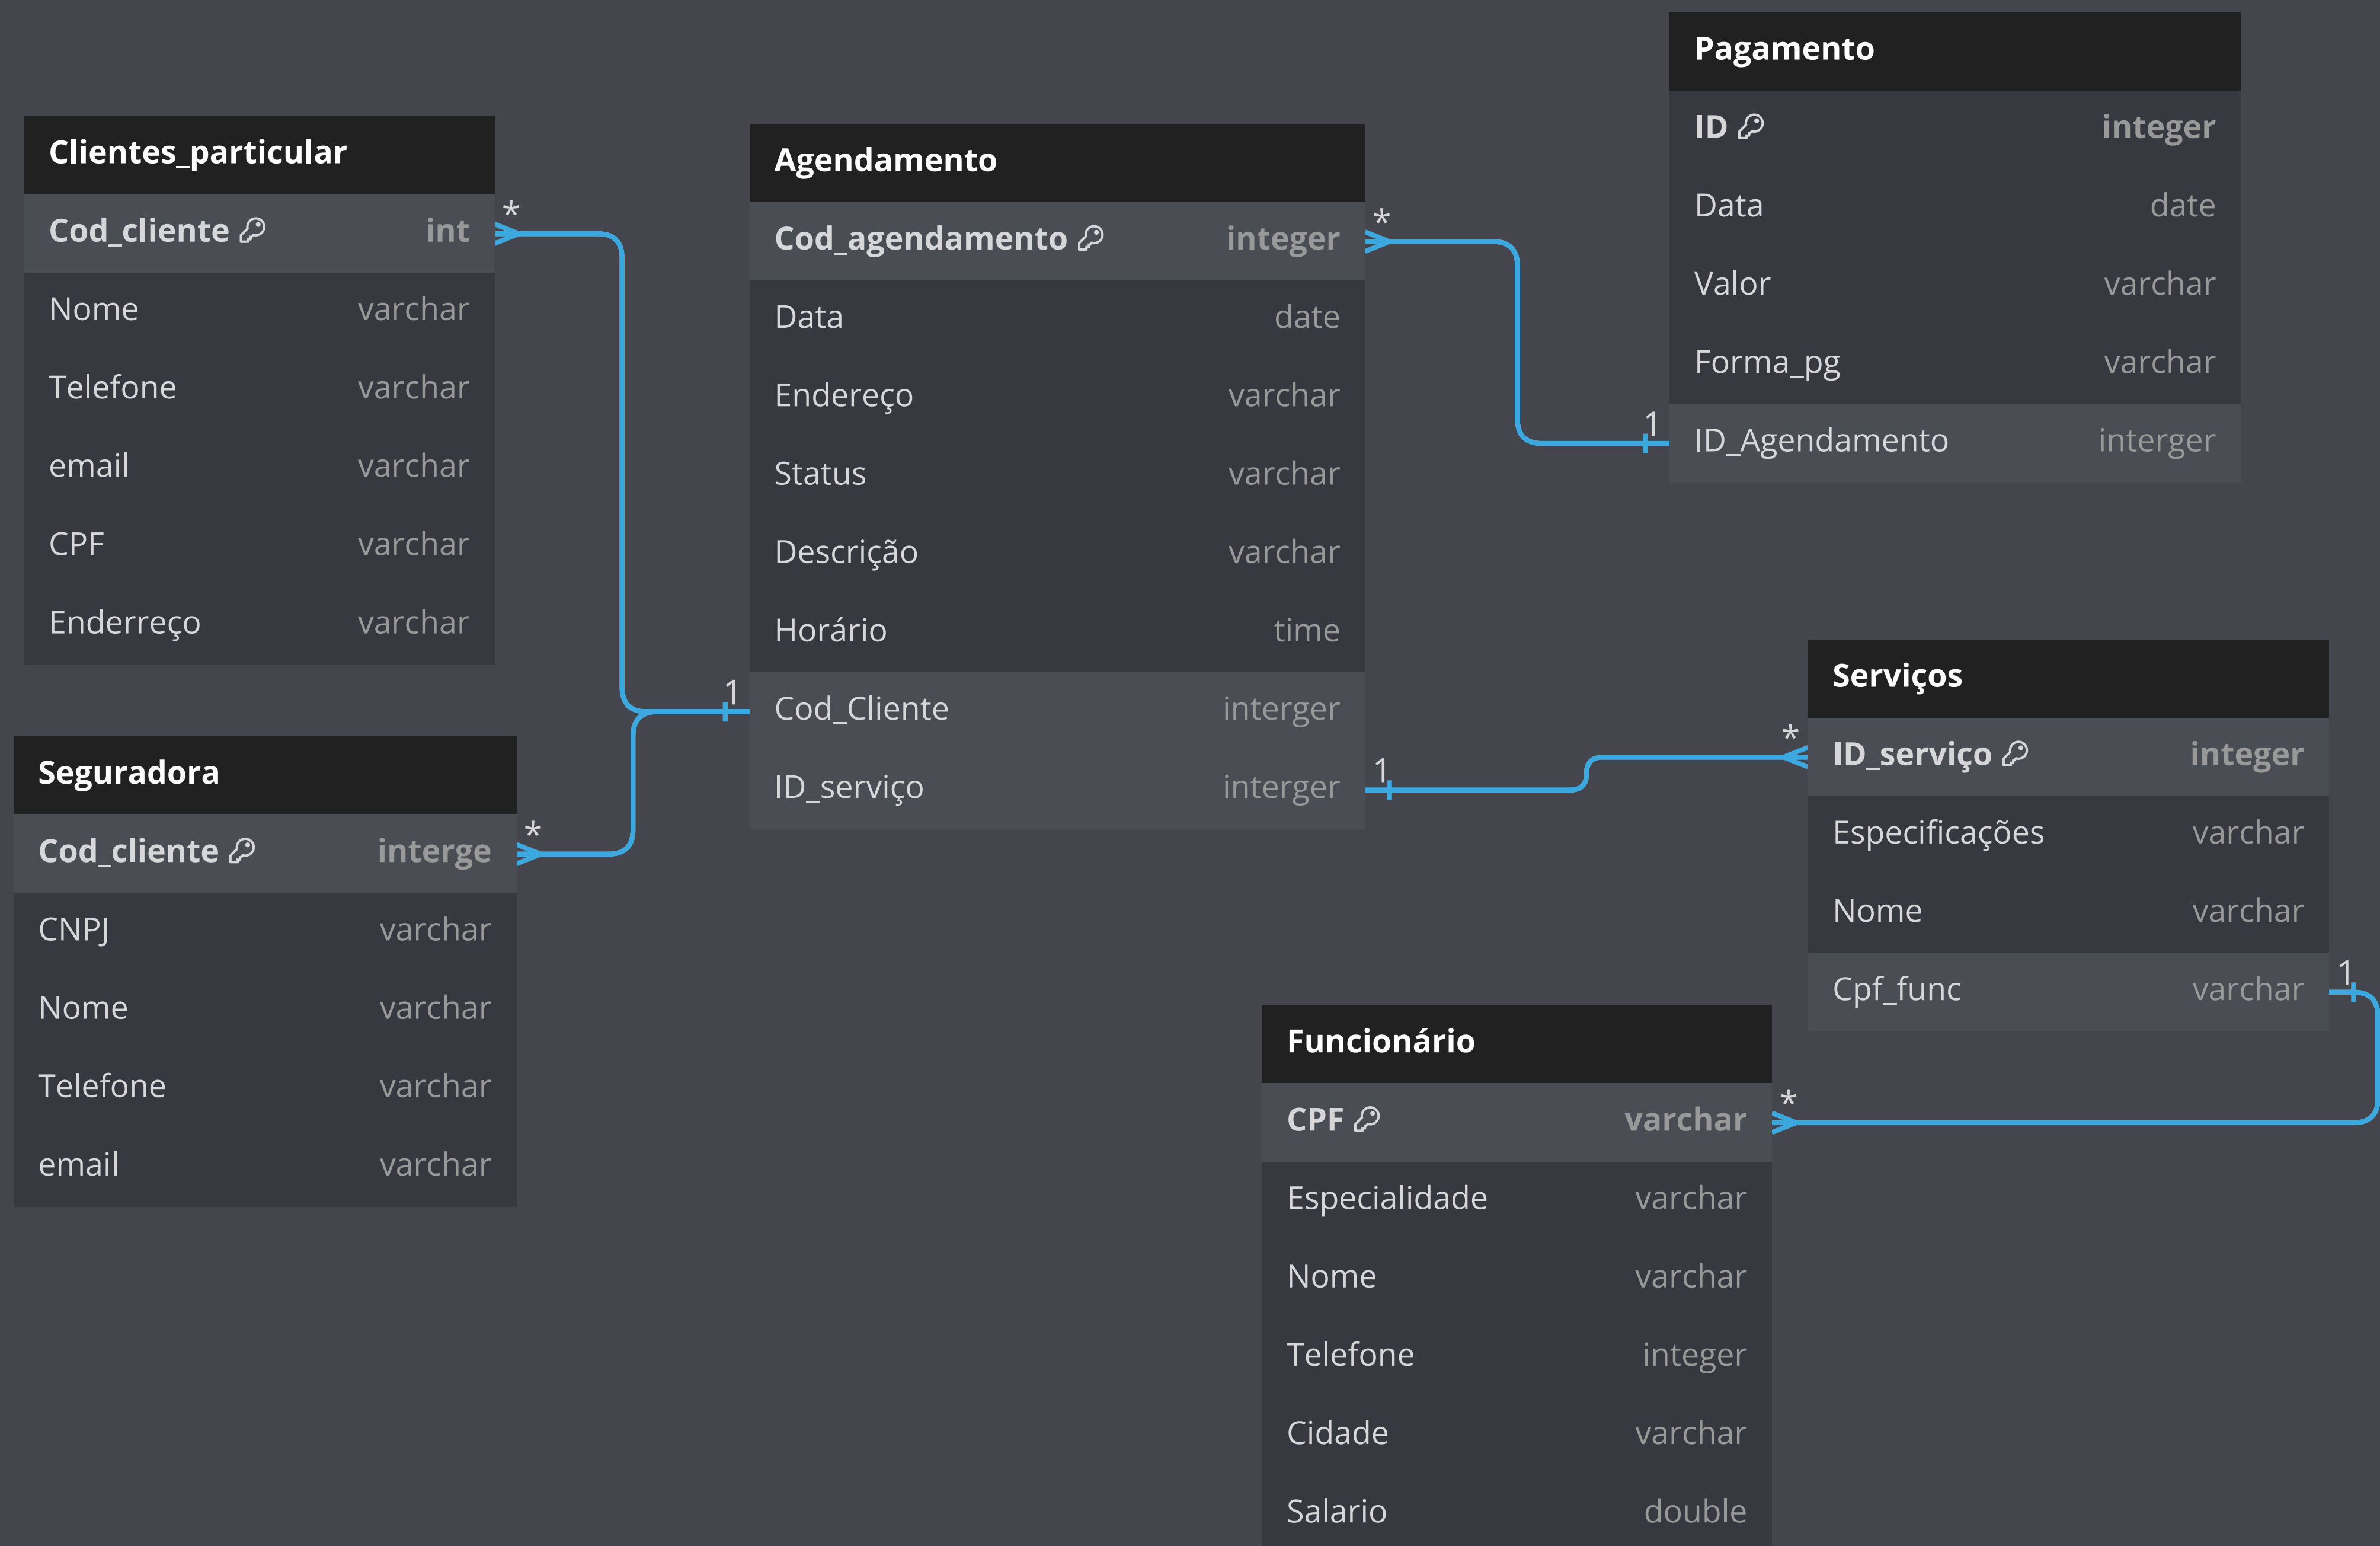 Clientes_particular
Cod_cliente int
Nome varchar
Telefone varchar
email varchar
CPF varchar
Enderreço varchar
*
Seguradora
Cod_cliente interge
CNPJ varchar
Nome varchar
Telefone varchar
email varchar
*
Agendamento
Cod_agendamento integer
Data date
Endereço varchar
Status varchar
Descrição varchar
Horário time
Cod_Cliente interger
ID_serviço interger
1
*
1
Pagamento
ID integer
Data date
Valor varchar
Forma_pg varchar
ID_Agendamento interger
1
Serviços
ID_serviço integer
Especificações varchar
Nome varchar
Cpf_func varchar
*
1
Funcionário
CPF varchar
Especialidade varchar
Nome varchar
Telefone integer
Cidade varchar
Salario double
*